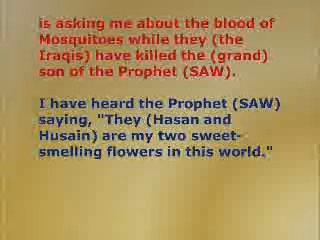 is asking me about the blood of
Mosquitoes while they (the
Iraqis) have killed the (grand)
son of the Prophet (SAW).
I have heard the Prophet (SAW)
saying, "They (Hasan and
Husain) are my two sweet-
smelling flowers in this world."